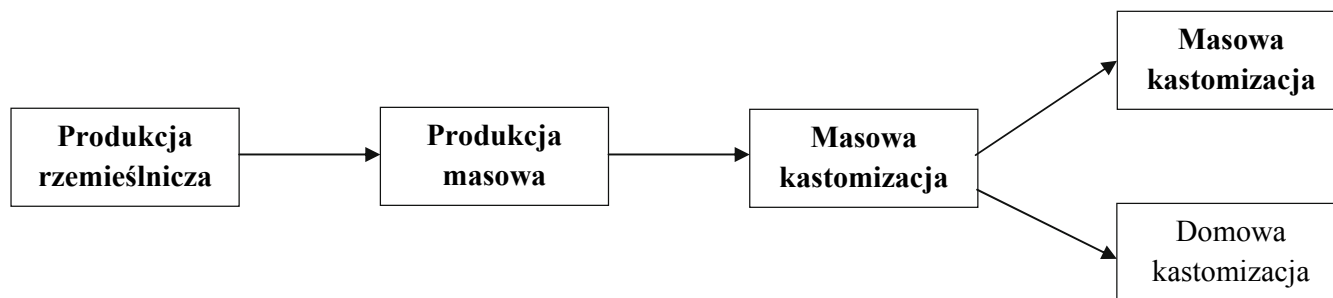 Produkcja
rzemieślnicza
Produkcja
masowa
Masowa
kastomizacja
Masowa
kastomizacja
Domowa
kastomizacja